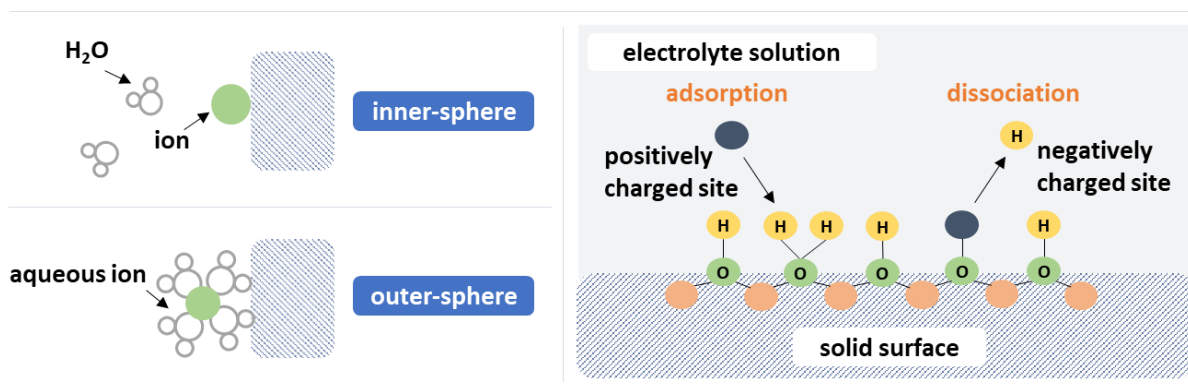 H₂O
ion
inner-sphere
aqueous ion
outer-sphere
electrolyte solution
adsorption
dissociation
positively
charged site
H
negatively
charged site
H
H
H
H
H
O
O
O
O
O
solid surface